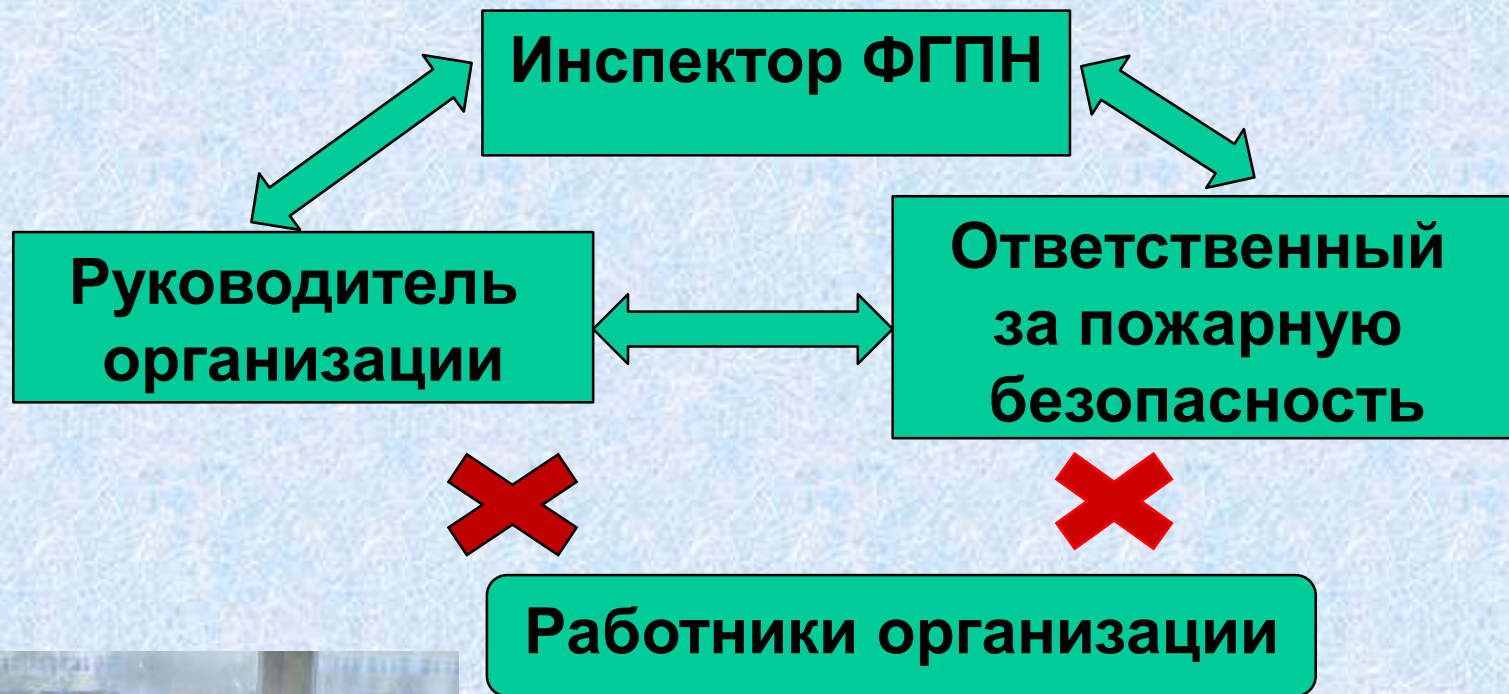 Инспектор ФГПН
Руководитель
организации
Ответственный
за пожарную
безопасность
Работники организации